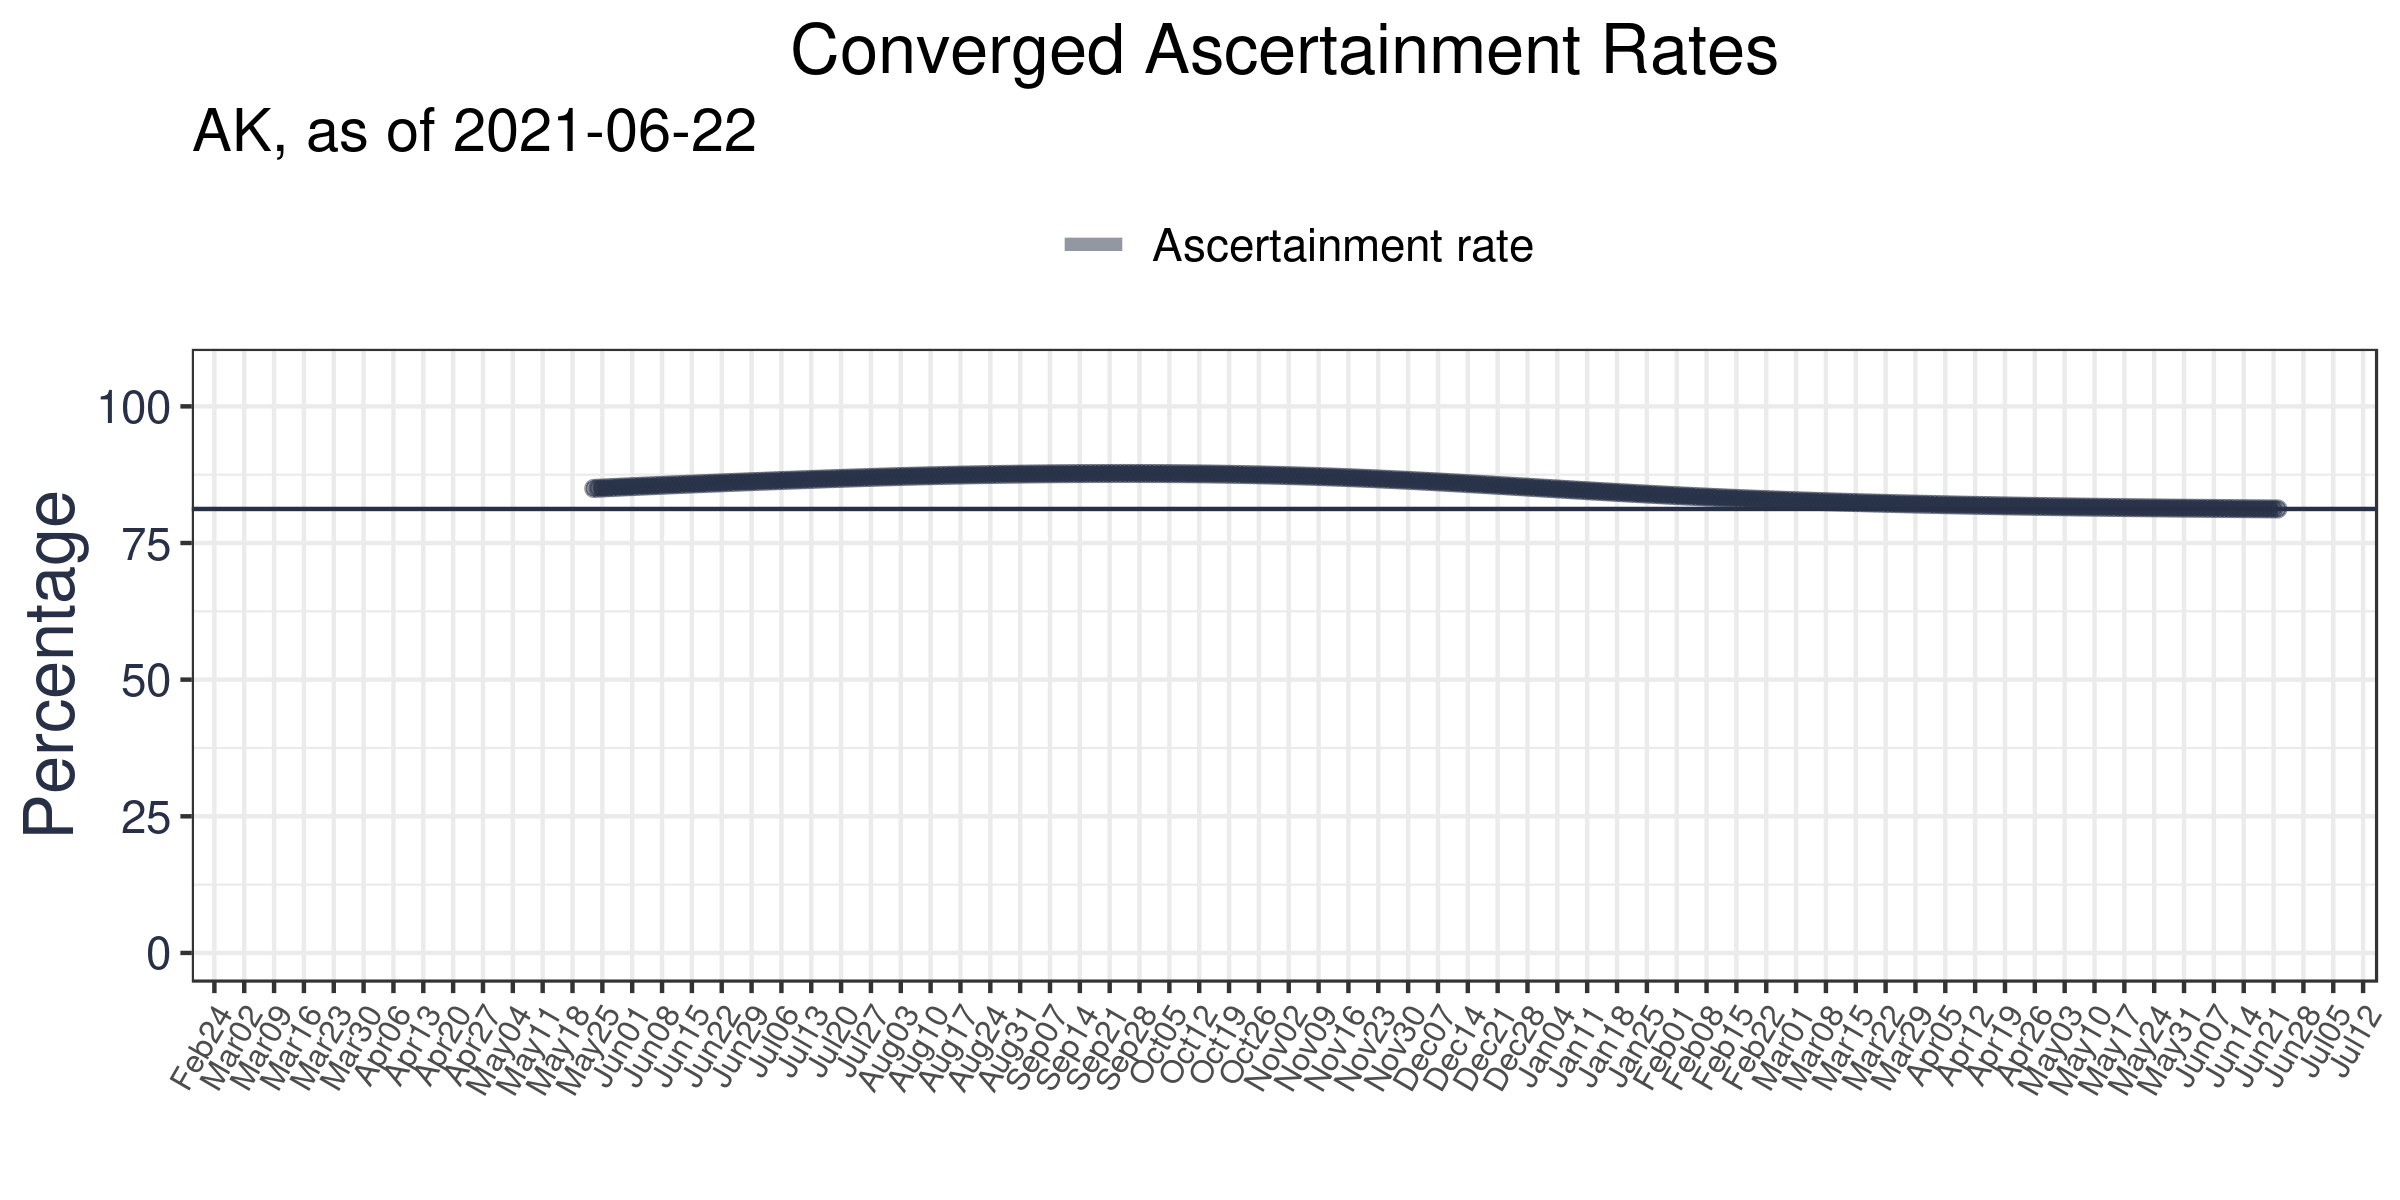 Converged Ascertainment Rates
AK, as of 2021-06-22
Ascertainment rate
Percentage
100
75
50
25
0
Feb24 Mar02 Mar09 Mar16 Mar23 Mar30 Apr06 Apr13 Apr20 Apr27 May04 May11 May18 May25 Jun01 Jun08 Jun15 Jun22 Jun29 Jul06 Jul13 Jul20 Jul27 Aug03 Aug10 Aug17 Aug24 Aug31 Sep07 Sep14 Sep21 Sep28 Oct05 Oct12 Oct19 Oct26 Nov02 Nov09 Nov16 Nov23 Nov30 Dec07 Dec14 Dec21 Dec28 Jan04 Jan11 Jan18 Jan25 Feb01 Feb08 Feb15 Feb22 Mar01 Mar08 Mar15 Mar22 Mar29 Apr05 Apr12 Apr19 Apr26 May03 May10 May17 May24 May31 Jun07 Jun14 Jun21 Jun28 Jul05 Jul12